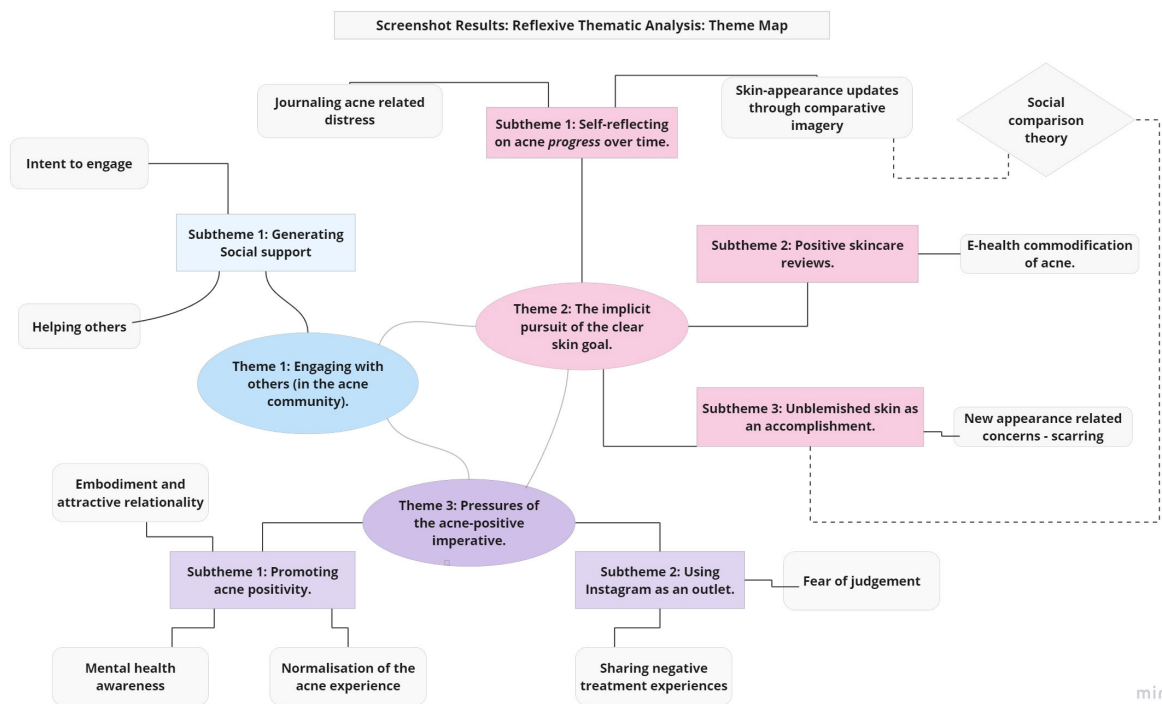 Screenshot Results: Reflexive Thematic Analysis: Theme Map
Journaling acne related
distress
Subtheme 1: Self-reflecting
on acne progress over time.
Skin-appearance updates
through comparative
imagery
Social
comparison
theory
Intent to engage
Subtheme 1: Generating
Social support
Helping others
Subtheme 2: Positive skincare
reviews.
E-health commodification
of acne.
Theme 2: The implicit
pursuit of the clear
skin goal.
Theme 1: Engaging with
others (in the acne
community).
Subtheme 3: Unblemished skin as
an accomplishment.
New appearance related
concerns - scarring
Embodiment and
attractive relationality
Theme 3: Pressures of
the acne-positive
imperative.
Subtheme 1: Promoting
acne positivity.
Subtheme 2: Using
Instagram as an outlet.
Fear of judgement
Mental health
awareness
Normalisation of the
acne experience
Sharing negative
treatment experiences